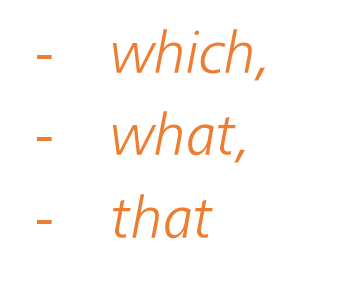 - which,
- what,
- that